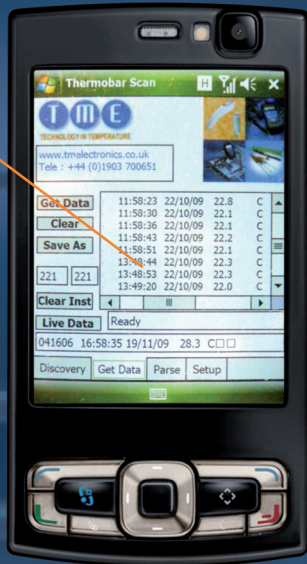 Thermobar Scan
H
TME
TECHNOLOGY IN TEMPERATURE
www.tmelectronics.co.uk
Tele : +44 (0)1903 700651
Get Data
Clear
Save As
221 221
Clear Inst
11:58:23 22/10/09 22.8 C
11:58:30 22/10/09 22.1 C
11:58:36 22/10/09 22.1 C
11:58:43 22/10/09 22,2 C
11:58:51 22/10/09 22.1 C
13:48:44 22/10/09 22.3 C
13:48:53 22/10/09 22.3 C
13:49:20 22/10/09 22.0 C
Live Data Ready
041606 16:58:35 19/11/09 28.3 C
Discovery Get Data Parse Setup